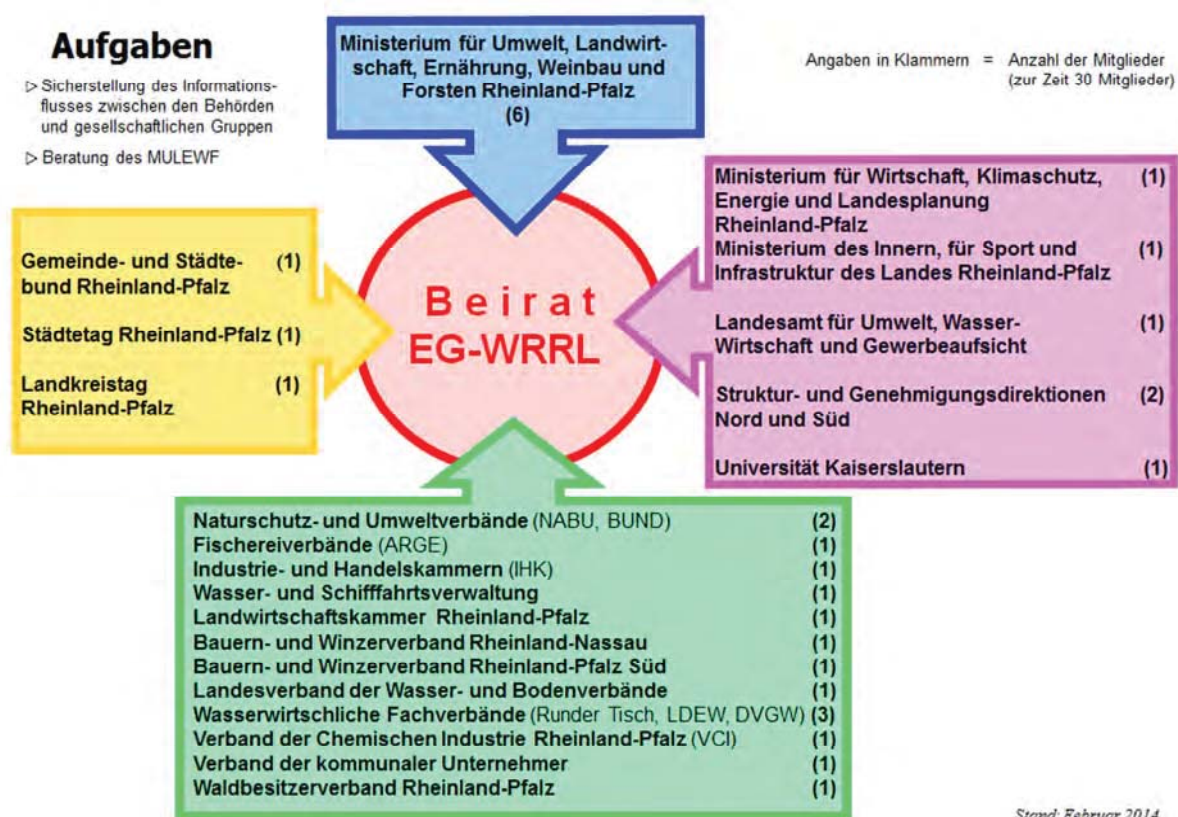 Aufgaben
▷ Sicherstellung des Informations-
flusses zwischen den Behörden
und gesellschaftlichen Gruppen
▷ Beratung des MULEWF
Ministerium für Umwelt, Landwirt-
schaft, Ernährung, Weinbau und
Forsten Rheinland-Pfalz
(6)
Angaben in Klammern = Anzahl der Mitglieder
(zur Zeit 30 Mitglieder)
Gemeinde- und Städte- (1)
bund Rheinland-Pfalz
Städtetag Rheinland-Pfalz (1)
Landkreistag (1)
Rheinland-Pfalz
Beirat
EG-WRRL
Ministerium für Wirtschaft, Klimaschutz, (1)
Energie und Landesplanung
Rheinland-Pfalz
Ministerium des Innern, für Sport und (1)
Infrastruktur des Landes Rheinland-Pfalz
Landesamt für Umwelt, Wasser- (1)
Wirtschaft und Gewerbeaufsicht
Struktur- und Genehmigungsdirektionen (2)
Nord und Süd
Universität Kaiserslautern (1)
Naturschutz- und Umweltverbände (NABU, BUND) (2)
Fischereiverbände (ARGE) (1)
Industrie- und Handelskammern (IHK) (1)
Wasser- und Schifffahrtsverwaltung (1)
Landwirtschaftskammer Rheinland-Pfalz (1)
Bauern- und Winzerverband Rheinland-Nassau (1)
Bauern- und Winzerverband Rheinland-Pfalz Süd (1)
Landesverband der Wasser- und Bodenverbände (1)
Wasserwirtschliche Fachverbände (Runder Tisch, LDEW, DVGW) (3)
Verband der Chemischen Industrie Rheinland-Pfalz (VCI) (1)
Verband der kommunaler Unternehmer (1)
Waldbesitzerverband Rheinland-Pfalz (1)
Stand: Februar 2014